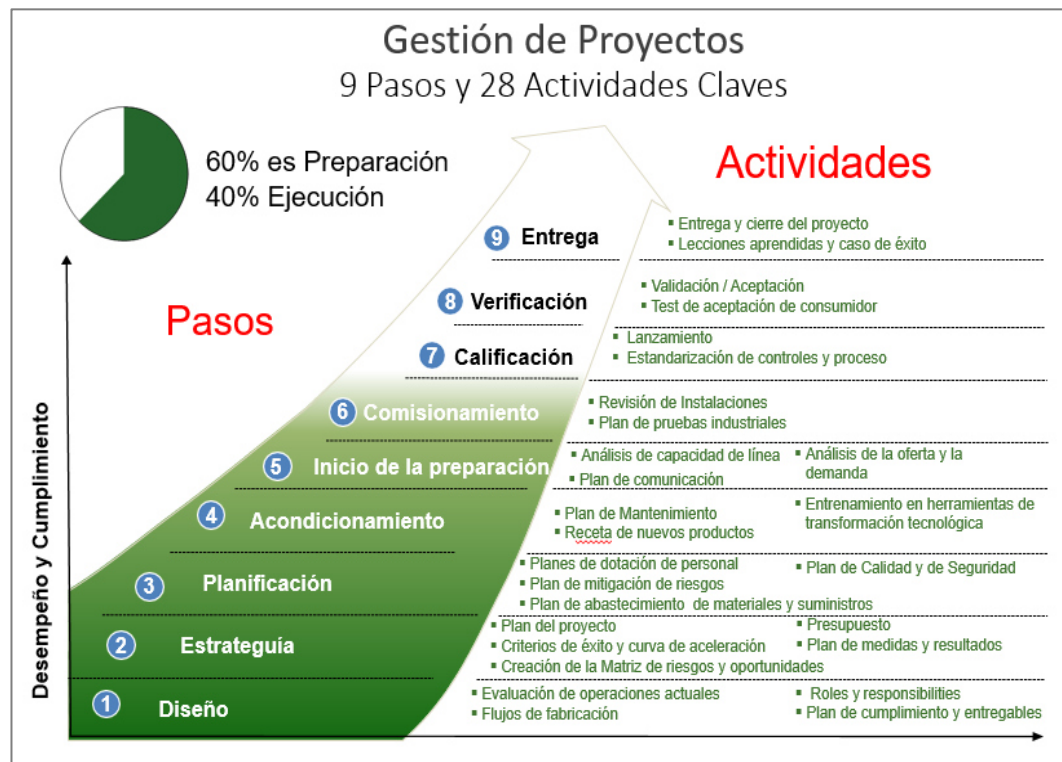 Gestión de Proyectos
9 Pasos y 28 Actividades Claves
60% es Preparación
40% Ejecución
Actividades
Pasos
Desempeño y Cumplimiento
9 Entrega
▪ Entrega y cierre del proyecto
▪ Lecciones aprendidas y caso de éxito
8 Verificación
▪ Validación / Aceptación
▪ Test de aceptación de consumidor
7 Calificación
▪ Lanzamiento
▪ Estandarización de controles y proceso
6 Comisionamiento
▪ Revisión de Instalaciones
▪ Plan de pruebas industriales
5 Inicio de la preparación
▪ Análisis de capacidad de línea
▪ Plan de comunicación
▪ Análisis de la oferta y la
demanda
4 Acondicionamiento
▪ Plan de Mantenimiento
▪ Receta de nuevos productos
▪ Entrenamiento en herramientas de
transformación tecnológica
3 Planificación
▪ Planes de dotación de personal
▪ Plan de mitigación de riesgos
▪ Plan de abastecimiento de materiales y suministros
▪ Plan de Calidad y de Seguridad
2 Estrateguía
▪ Plan del proyecto
▪ Criterios de éxito y curva de aceleración
▪ Creación de la Matriz de riesgos y oportunidades
▪ Presupuesto
▪ Plan de medidas y resultados
1 Diseño
▪ Evaluación de operaciones actuales
▪ Flujos de fabricación
▪ Roles y responsibilities
▪ Plan de cumplimiento y entregables